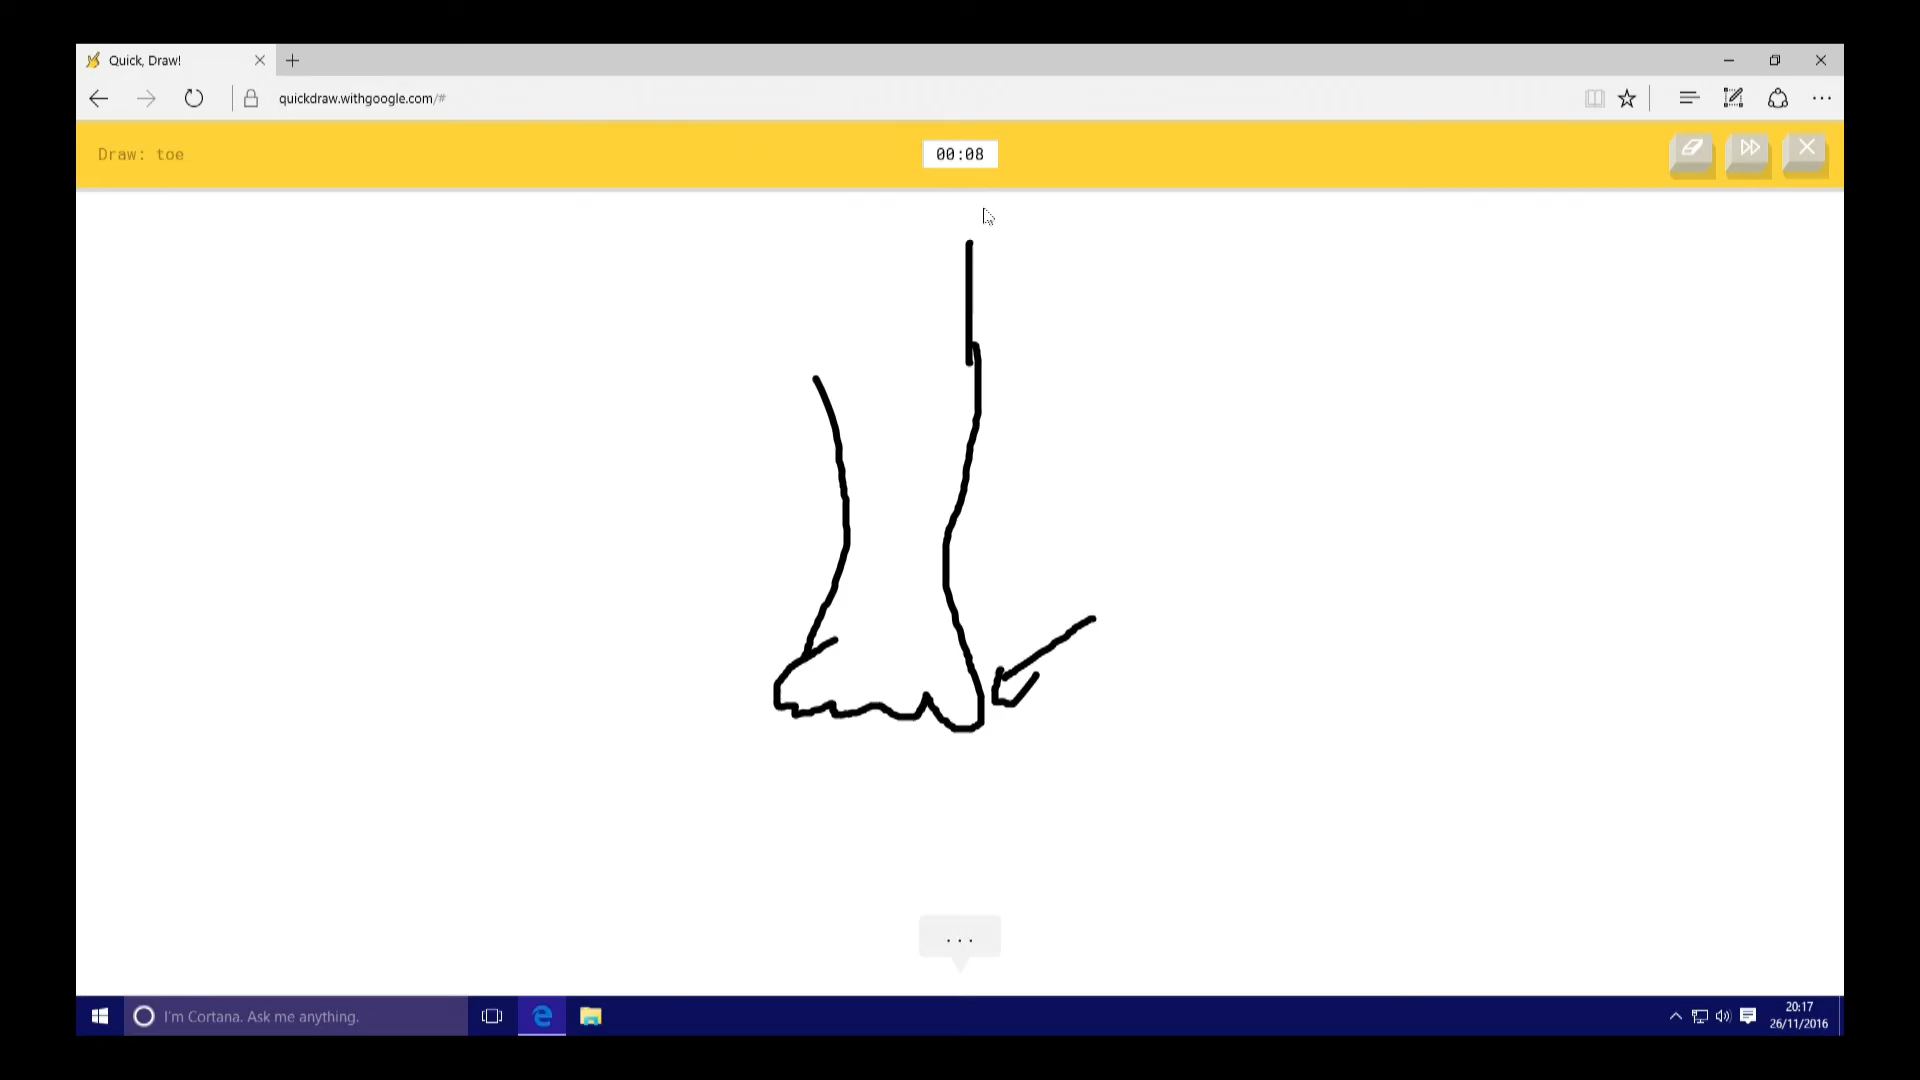 Quick, Draw!
quickdraw.withgoogle.com/#
Draw: toe
00:08
...
I'm Cortana. Ask me anything.
20:17
26/11/2016